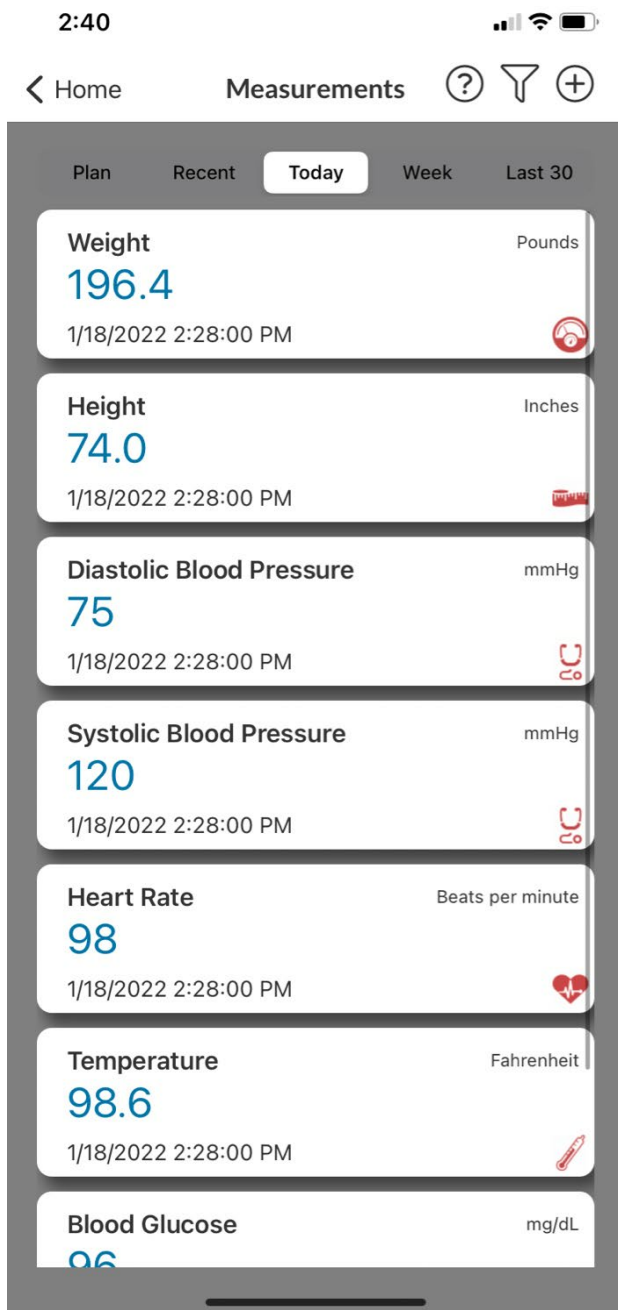 2:40
Home Measurements ?
Plan Recent Today Week Last 30
Weight Pounds
196.4
1/18/2022 2:28:00 PM
Height Inches
74.0
1/18/2022 2:28:00 PM
Diastolic Blood Pressure mmHg
75
1/18/2022 2:28:00 PM
Systolic Blood Pressure mmHg
120
1/18/2022 2:28:00 PM
Heart Rate Beats per minute
98
1/18/2022 2:28:00 PM
Temperature Fahrenheit
98.6
1/18/2022 2:28:00 PM
Blood Glucose mg/dL